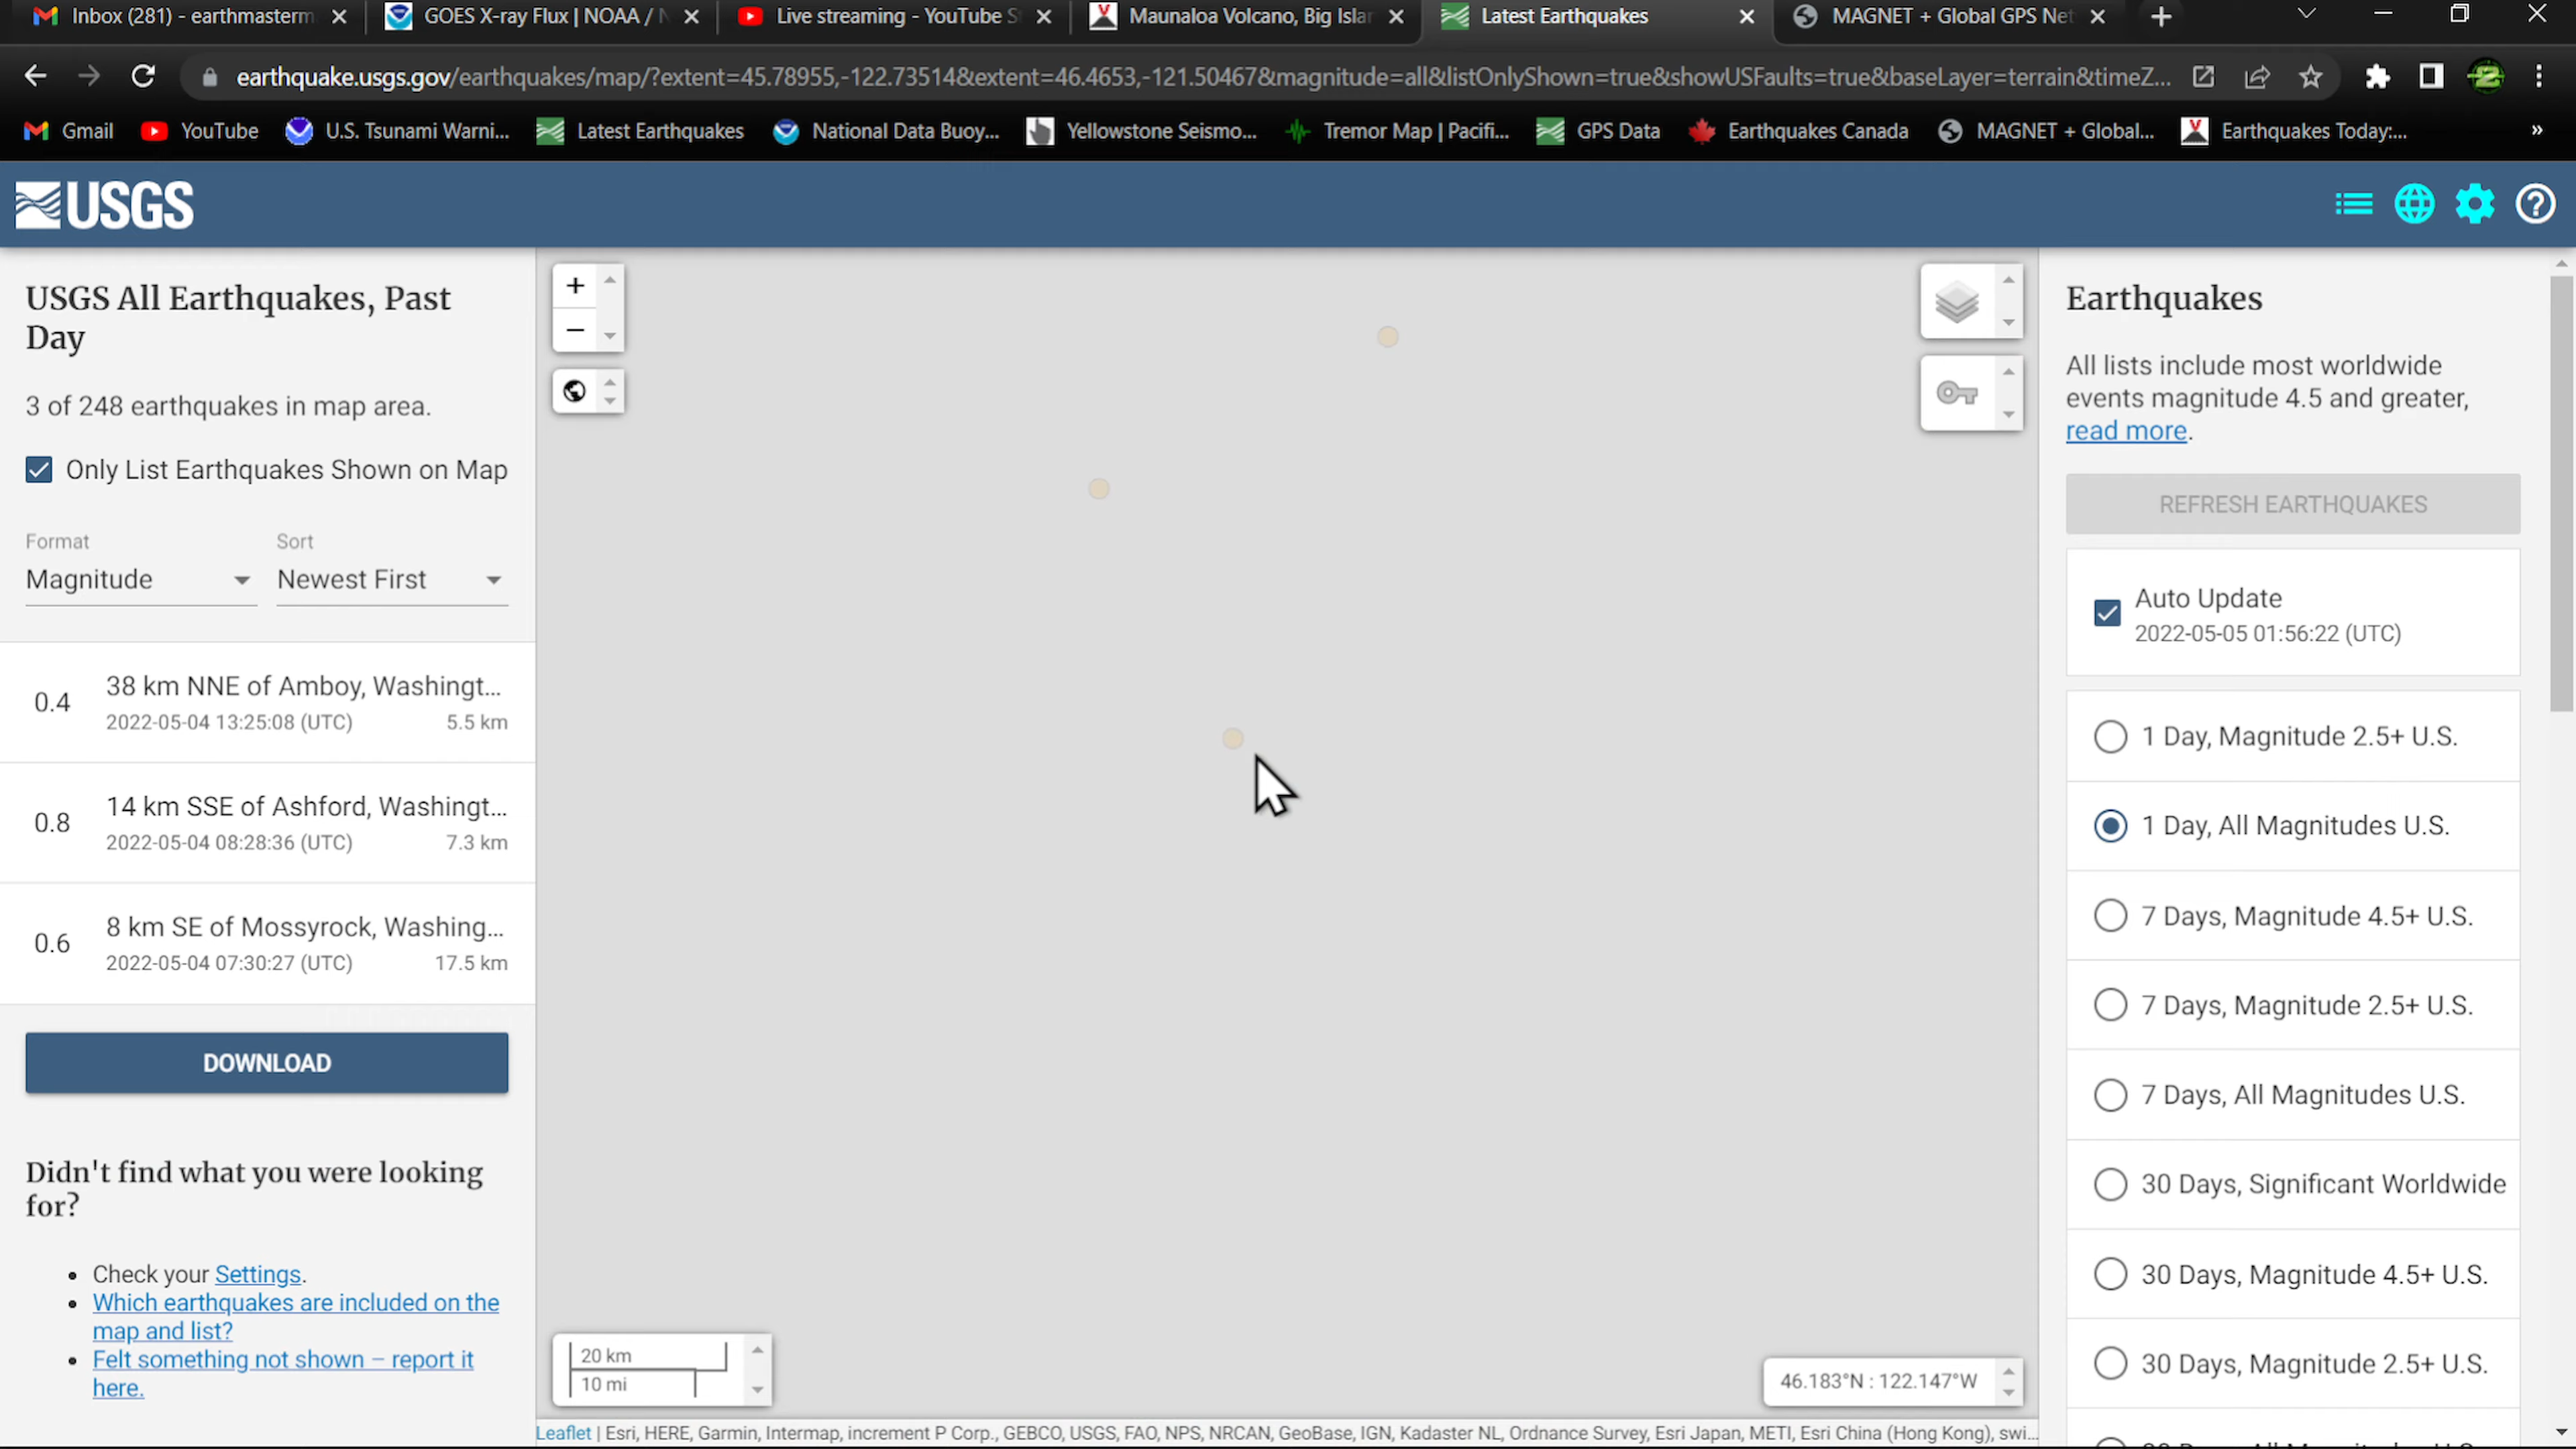 Inbox (281) - earthmasterm
GOES X-ray Flux | NOAA / N
Live streaming - YouTube S
Maunaloa Volcano, Big Islan
Latest Earthquakes
MAGNET + Global GPS Net
earthquake.usgs.gov/earthquakes/map/?extent=45.78955,-122.73514&extent=46.4653,-121.50467&magnitude=all&listOnlyShown=true&showUSFaults=true&baseLayer=terrain&timeZ...
Gmail
YouTube
U.S. Tsunami Warni...
Latest Earthquakes
National Data Buoy...
Yellowstone Seismo...
Tremor Map | Pacifi...
GPS Data
Earthquakes Canada
MAGNET + Global...
Earthquakes Today:...
»
USGS
USGS All Earthquakes, Past
Day
3 of 248 earthquakes in map area.
Only List Earthquakes Shown on Map
Format
Sort
Magnitude
Newest First
0.4
38 km NNE of Amboy, Washingt...
2022-05-04 13:25:08 (UTC)
5.5 km
0.8
14 km SSE of Ashford, Washingt...
2022-05-04 08:28:36 (UTC)
7.3 km
0.6
8 km SE of Mossyrock, Washing...
2022-05-04 07:30:27 (UTC)
17.5 km
DOWNLOAD
Didn't find what you were looking
for?
• Check your Settings.
• Which earthquakes are included on the
map and list?
• Felt something not shown – report it
here.
+
−
20 km
10 mi
46.183°N : 122.147°W
Leaflet | Esri, HERE, Garmin, Intermap, increment P Corp., GEBCO, USGS, FAO, NPS, NRCAN, GeoBase, IGN, Kadaster NL, Ordnance Survey, Esri Japan, METI, Esri China (Hong Kong), swi...
Earthquakes
All lists include most worldwide
events magnitude 4.5 and greater,
read more.
REFRESH EARTHQUAKES
Auto Update
2022-05-05 01:56:22 (UTC)
1 Day, Magnitude 2.5+ U.S.
1 Day, All Magnitudes U.S.
7 Days, Magnitude 4.5+ U.S.
7 Days, Magnitude 2.5+ U.S.
7 Days, All Magnitudes U.S.
30 Days, Significant Worldwide
30 Days, Magnitude 4.5+ U.S.
30 Days, Magnitude 2.5+ U.S.